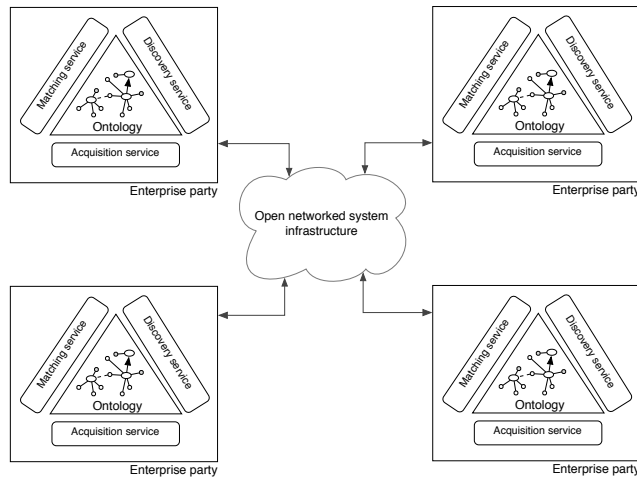 Matching service
Discovery service
Ontology
Acquisition service
Enterprise party
Matching service
Discovery service
Ontology
Acquisition service
Enterprise party
Open networked system
infrastructure
Matching service
Discovery service
Ontology
Acquisition service
Enterprise party
Matching service
Discovery service
Ontology
Acquisition service
Enterprise party